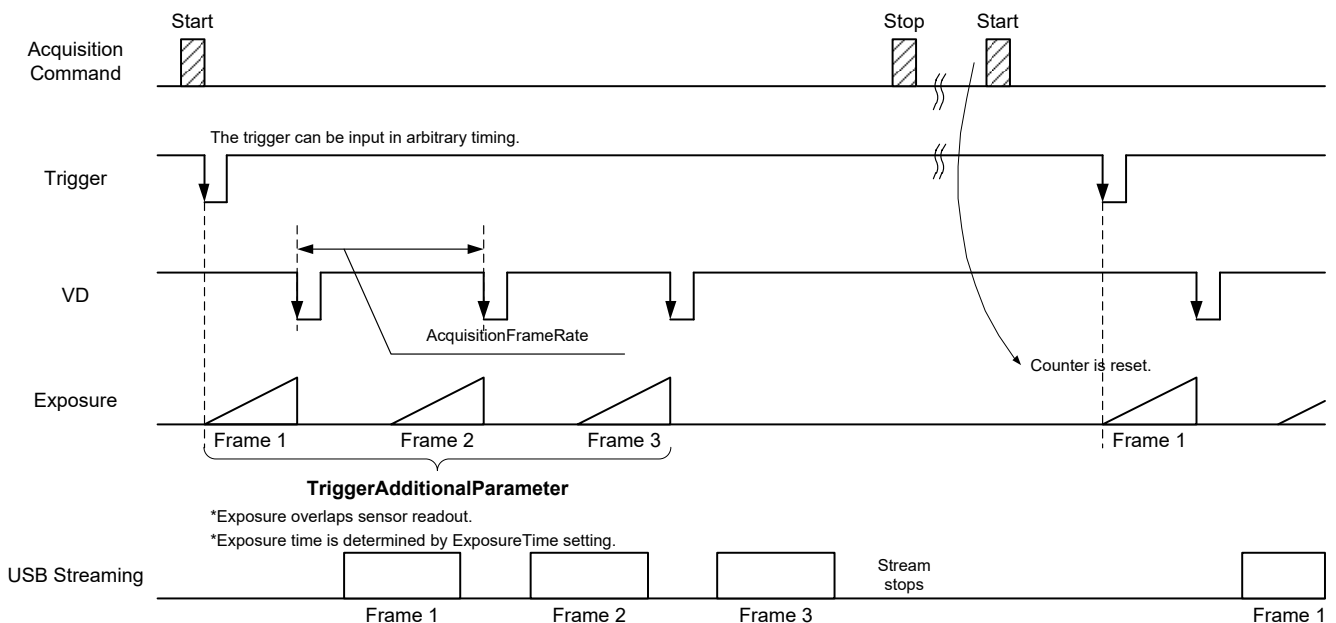 Start
Stop
Start
Acquisition
Command
The trigger can be input in arbitrary timing.
Trigger
VD
AcquisitionFrameRate
Counter is reset.
Exposure
Frame 1
Frame 2
Frame 3
Frame 1
TriggerAdditionalParameter
*Exposure overlaps sensor readout.
*Exposure time is determined by ExposureTime setting.
USB Streaming
Stream
stops
Frame 1
Frame 2
Frame 3
Frame 1